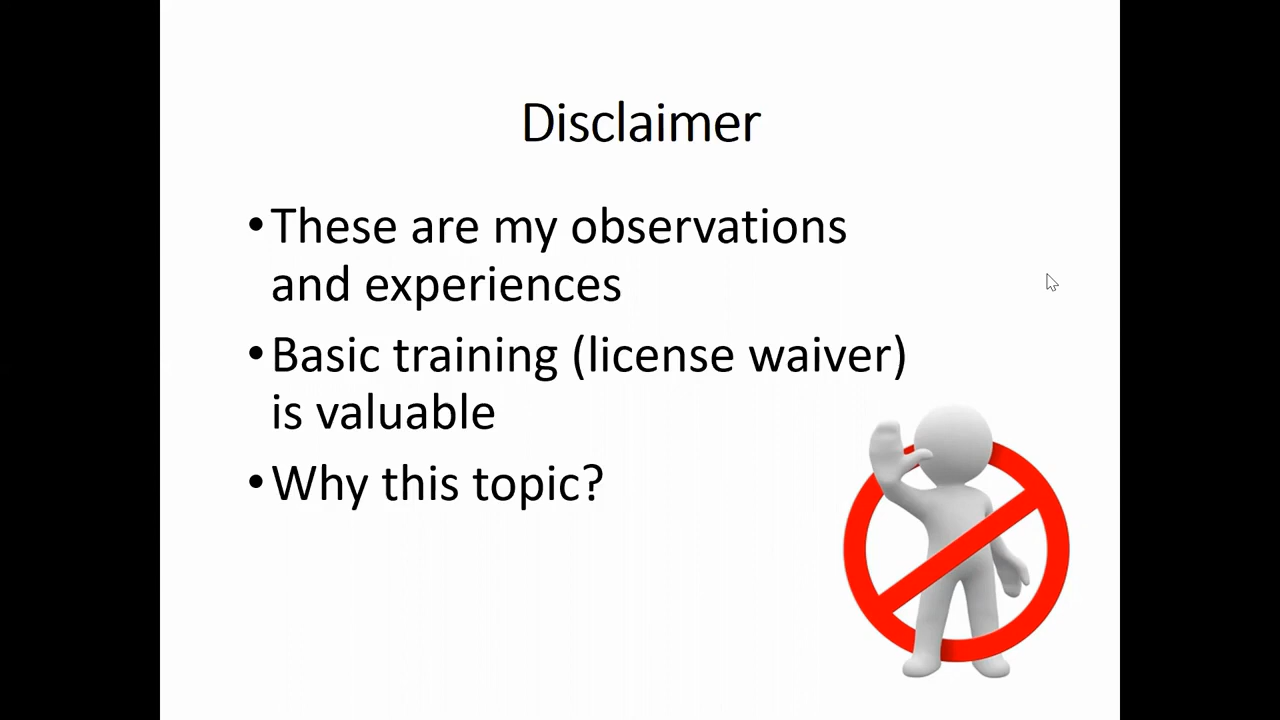 Disclaimer
•These are my observations
and experiences
•Basic training (license waiver)
is valuable
•Why this topic?